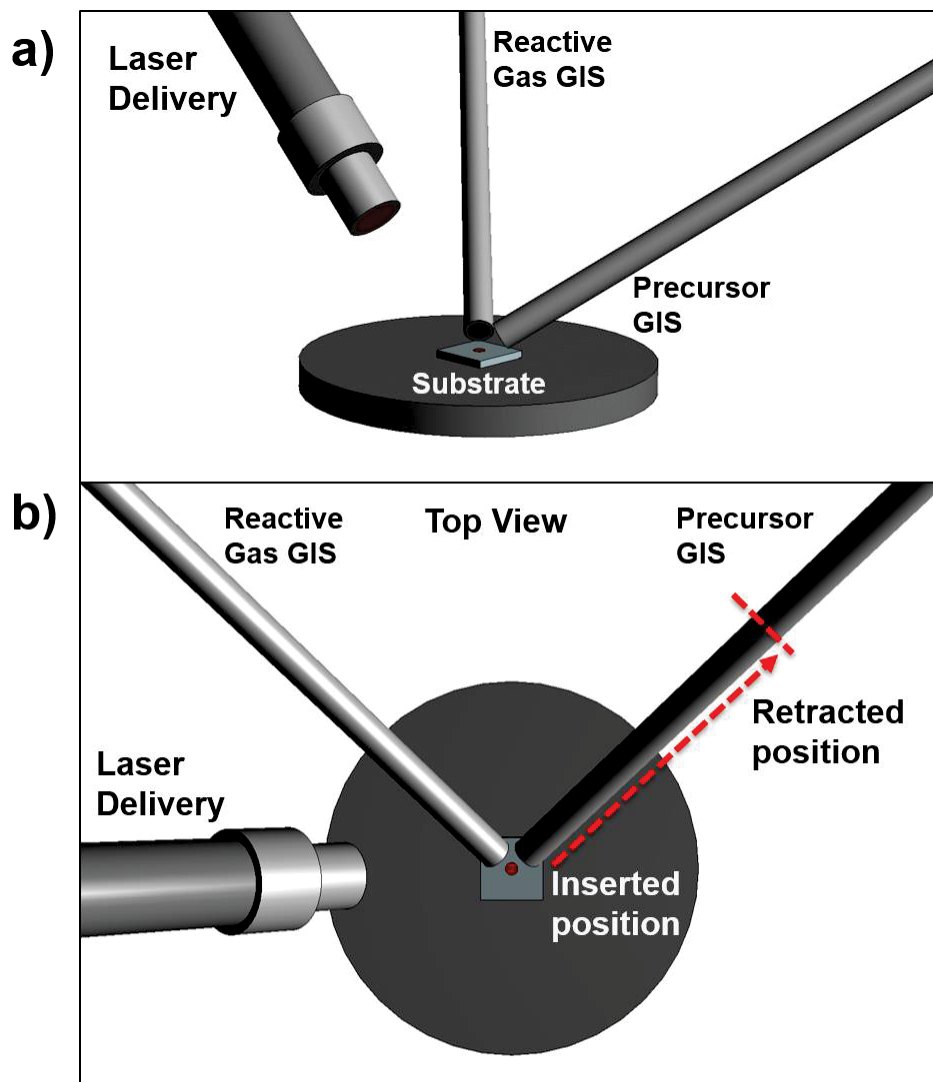 a)
Laser
Delivery
Reactive
Gas GIS
Precursor
GIS
Substrate
b)
Reactive
Gas GIS
Top View
Precursor
GIS
Retracted
position
Laser
Delivery
Inserted
position